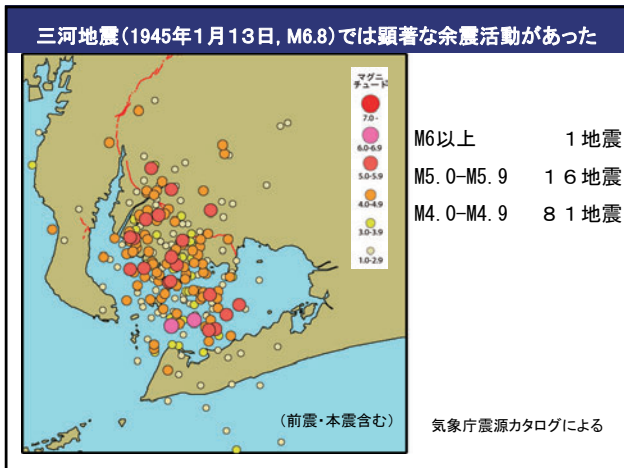 三河地震(1945年1月13日, M6.8)では顕著な余震活動があった
マグニ
チュード
7.0 -
6.0-6.9
5.0-5.9
4.0-4.9
3.0-3.9
1.0-2.9
M6以上 1地震
M5.0-M5.9 16地震
M4.0-M4.9 81地震
(前震・本震含む)
気象庁震源カタログによる